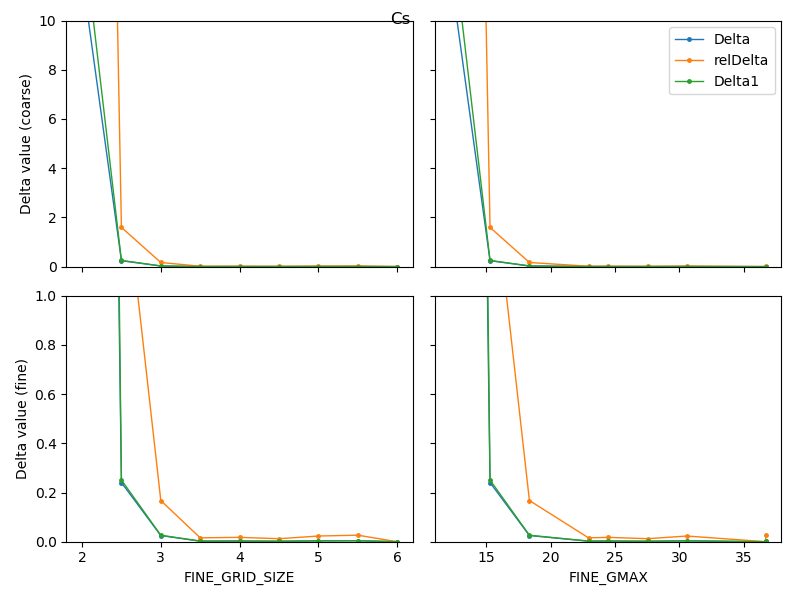 Cs
Delta value (coarse)
10
8
6
4
2
0
Delta
relDelta
Delta1
Delta value (fine)
1.0
0.8
0.6
0.4
0.2
0.0
2 3 4 5 6
FINE_GRID_SIZE
15 20 25 30 35
FINE_GMAX